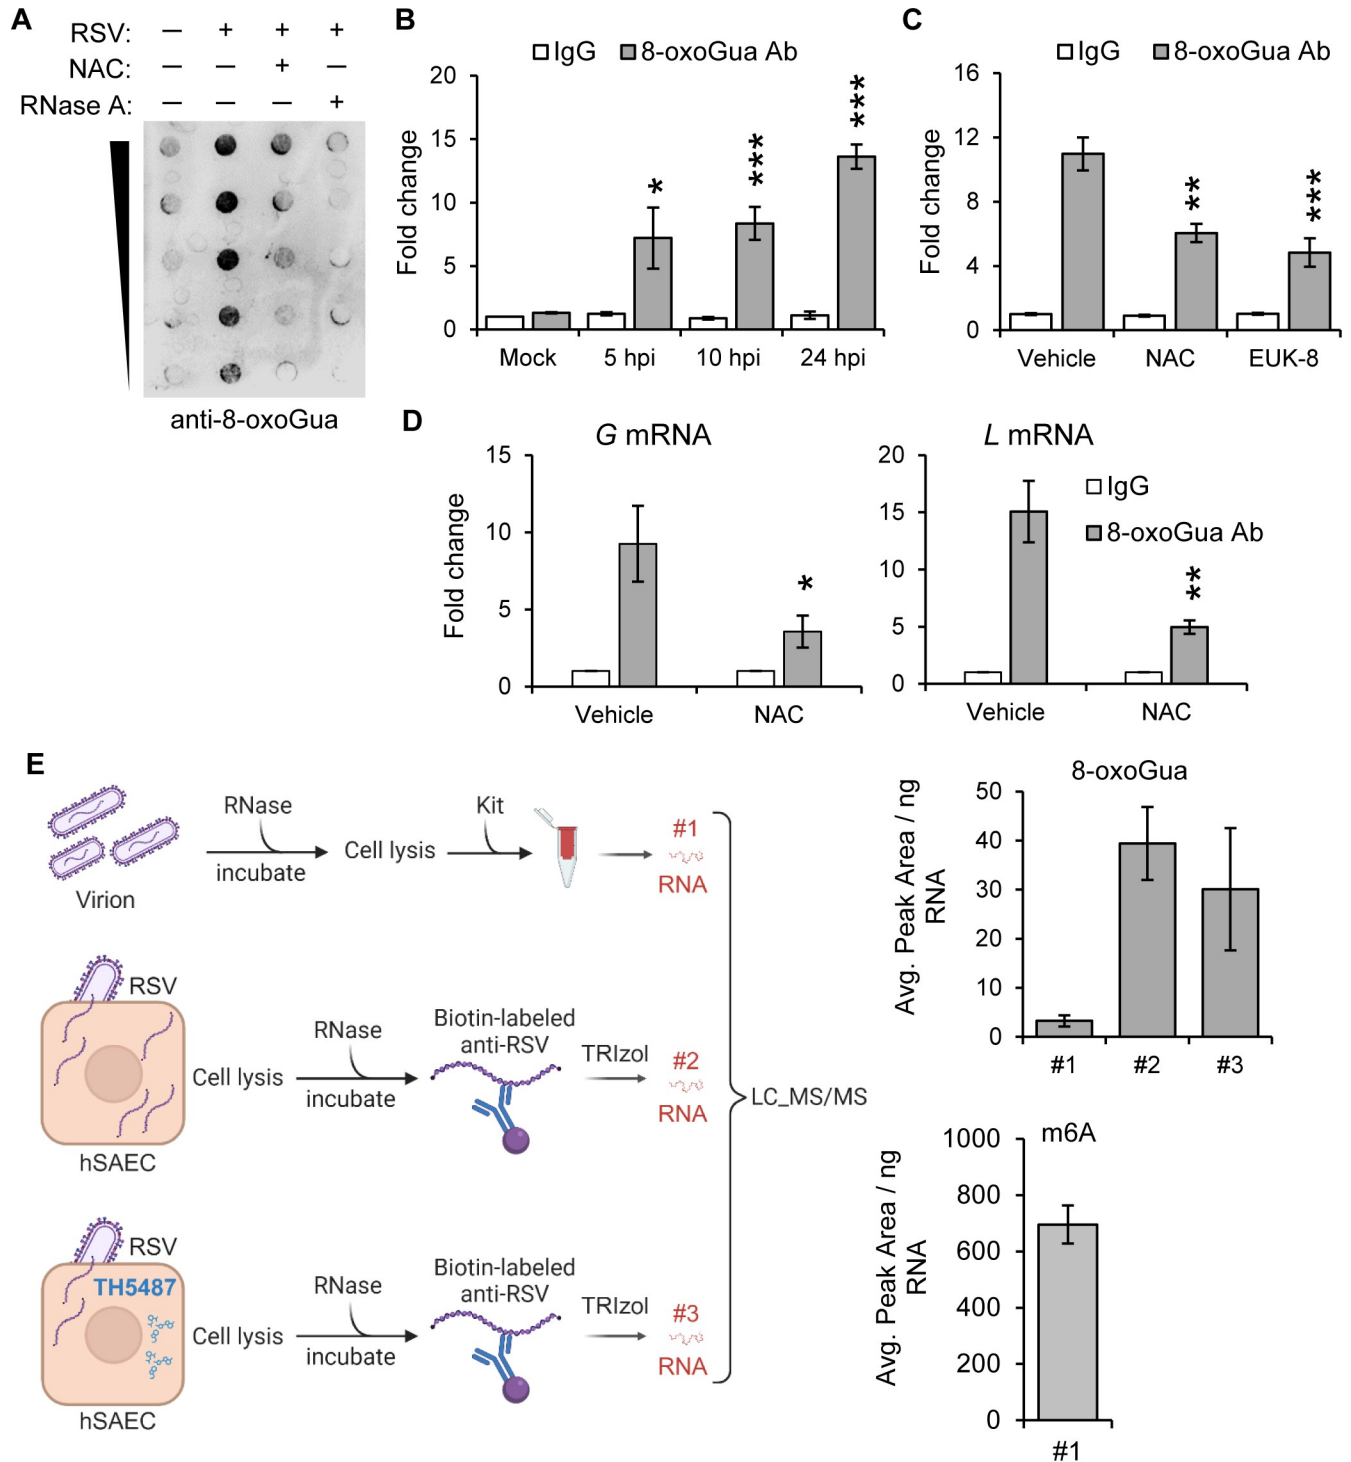 A
RSV: — + + +
NAC: — — + —
RNase A: — — — +
anti-8-oxoGua
B
IgG 8-oxoGua Ab
Fold change
20
15
10
5
0
* *** ***
Mock 5 hpi 10 hpi 24 hpi
C
IgG 8-oxoGua Ab
Fold change
16
12
8
4
0
** ***
Vehicle NAC EUK-8
D
G mRNA
Fold change
15
10
5
0
*
Vehicle NAC
L mRNA
20
15
10
5
0
IgG
8-oxoGua Ab
**
Vehicle NAC
E
Virion
RNase
incubate
Cell lysis
Kit
#1
RNA
RSV
hSAEC
Cell lysis
RNase
incubate
Biotin-labeled
anti-RSV
TRIzol
#2
RNA
RSV
TH5487
hSAEC
Cell lysis
RNase
incubate
Biotin-labeled
anti-RSV
TRIzol
#3
RNA
LC_MS/MS
8-oxoGua
Avg. Peak Area / ng
RNA
50
40
30
20
10
0
#1 #2 #3
m6A
Avg. Peak Area / ng
RNA
1000
800
600
400
200
0
#1